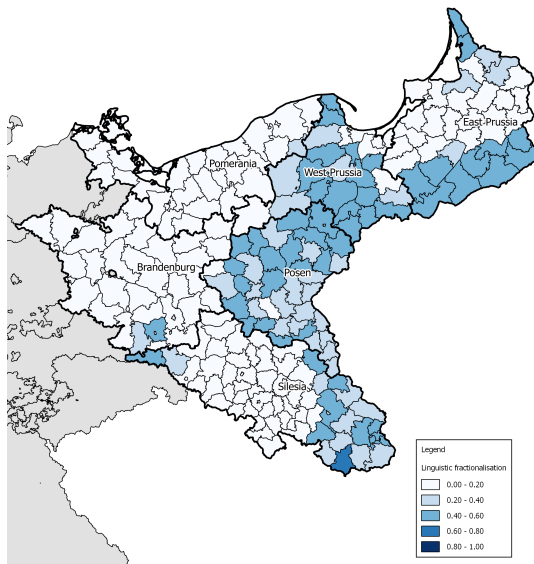 East Prussia
Pomerania
West Prussia
Brandenburg
Posen
Silesia
Legend
Linguistic fractionalisation
0.00 - 0.20
0.20 - 0.40
0.40 - 0.60
0.60 - 0.80
0.80 - 1.00